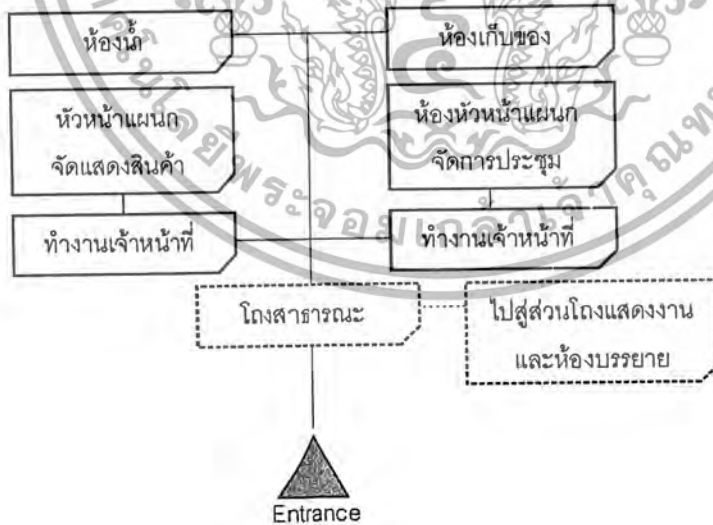 ห้องน้ำ
ห้องเก็บของ
หัวหน้าแผนก
จัดแสดงสินค้า
ห้องหัวหน้าแผนก
จัดการประชุม
ทำงานเจ้าหน้าที่
ทำงานเจ้าหน้าที่
โถงสาธารณะ
ไปสู่ส่วนโถงแสดงงาน
และห้องบรรยาย
Entrance